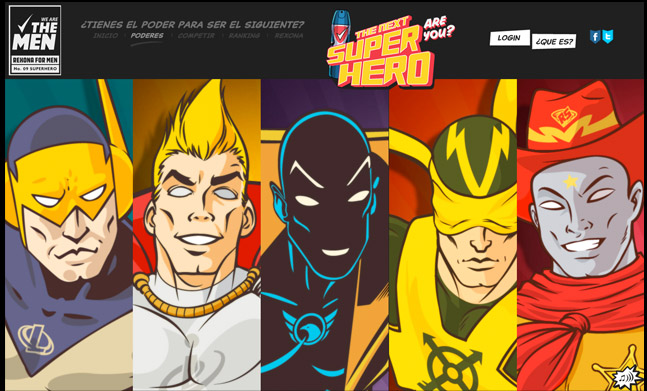 WE ARE
THE
MEN
REXONA FOR MEN
No. 09 SUPERHERO
¿TIENES EL PODER PARA SER EL SIGUIENTE?
INICIO PODERES COMPETIR RANKING REXONA
THE NEXT
SUPER
HERO
ARE
YOU?
LOGIN
¿QUE ES?